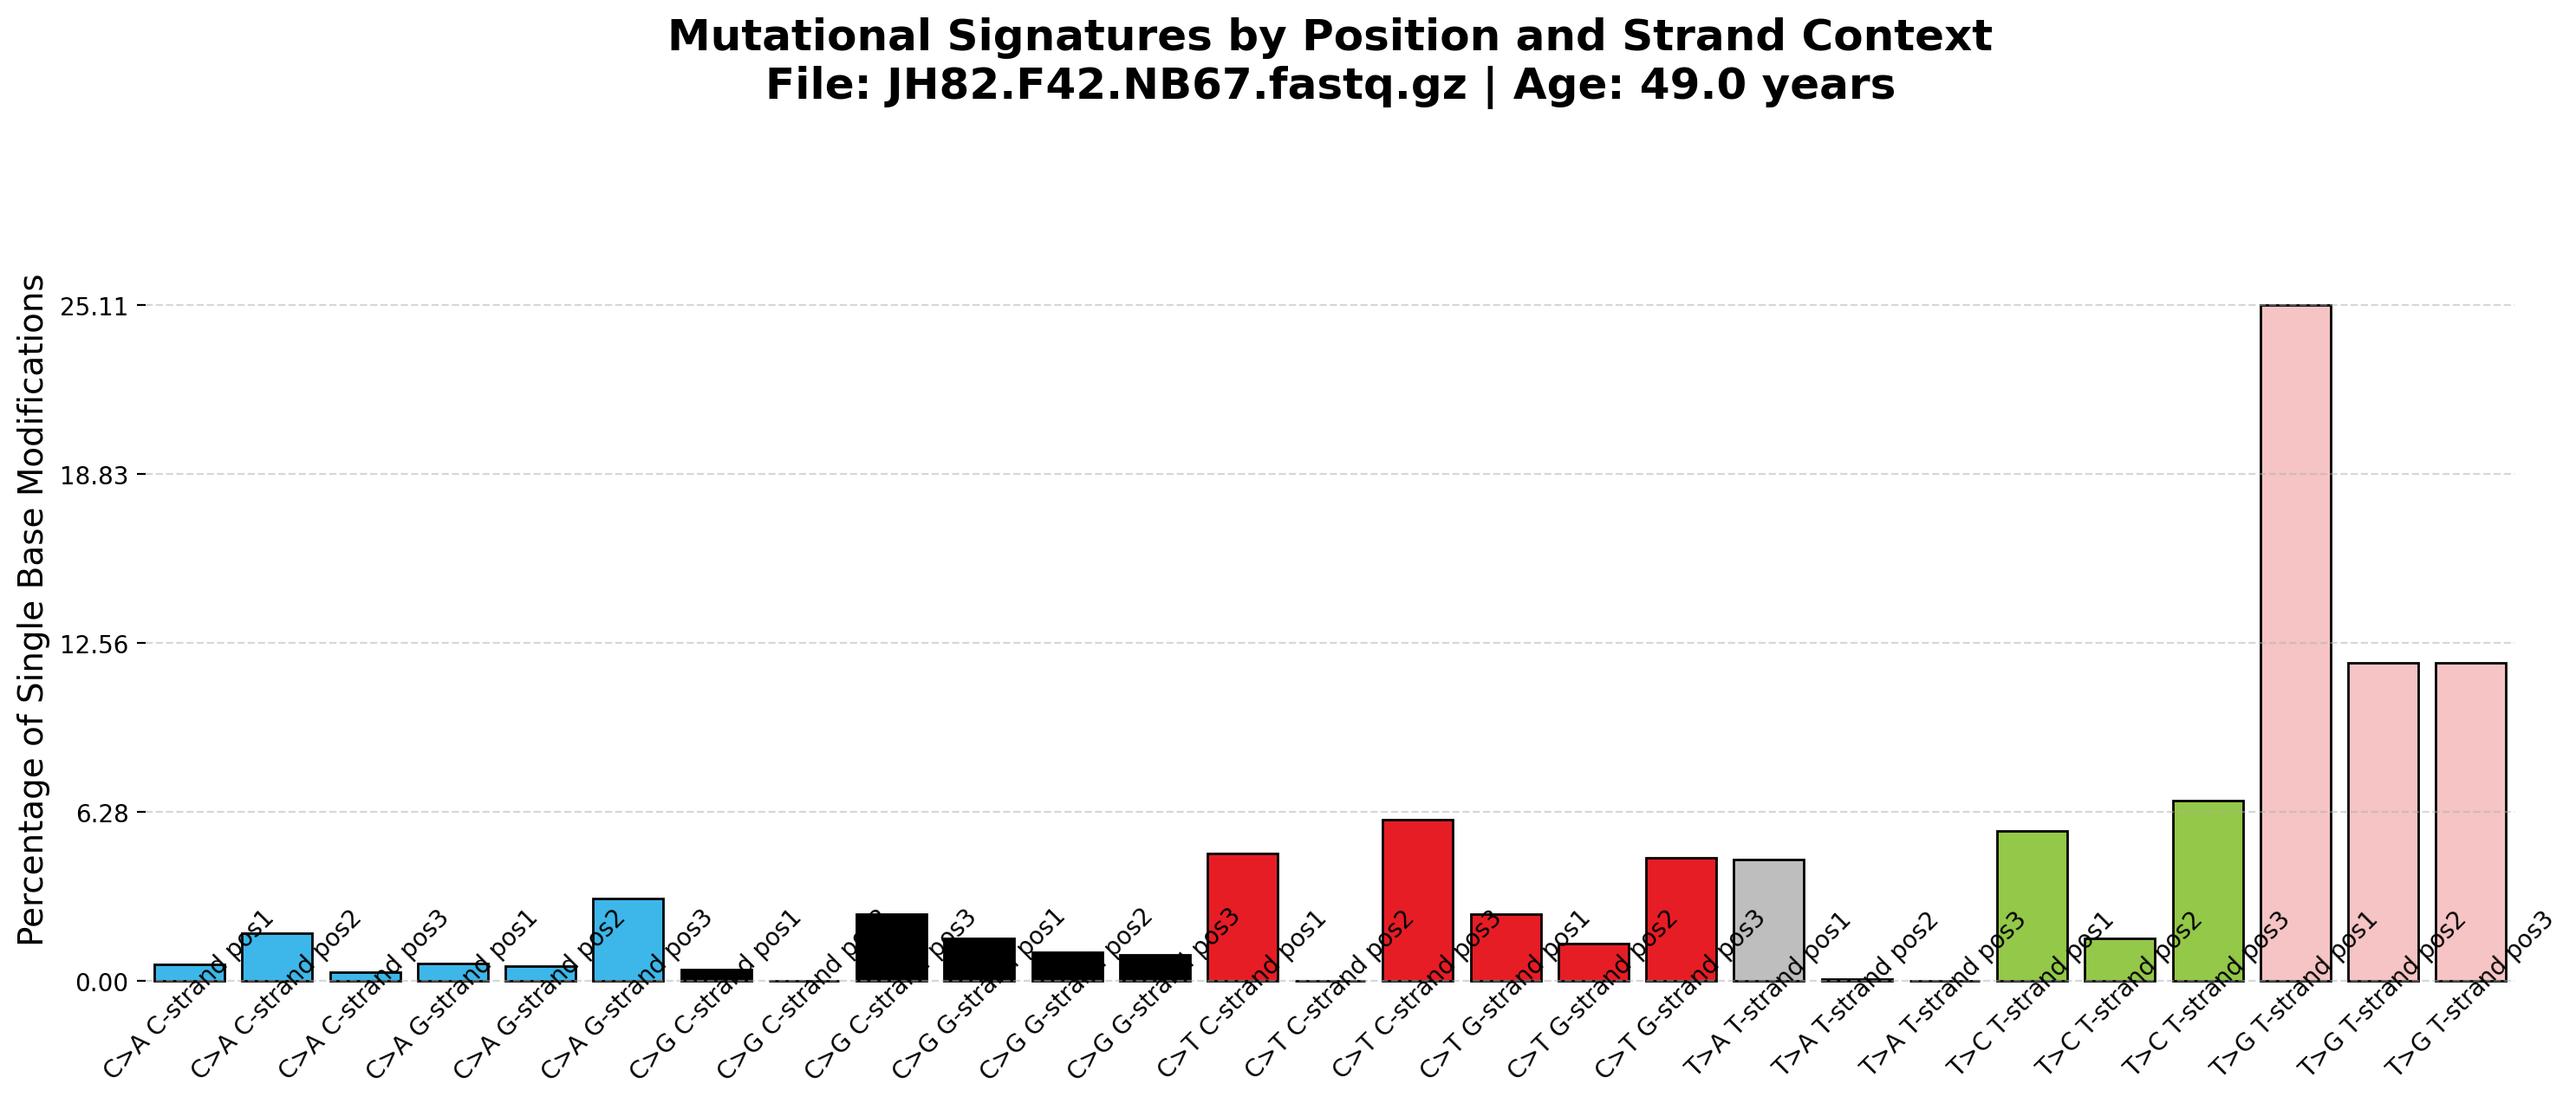 Mutational Signatures by Position and Strand Context
File: JH82.F42.NB67.fastq.gz | Age: 49.0 years
Percentage of Single Base Modifications
25.11
18.83
12.56
6.28
0.00
C>A C-strand pos1
C>A C-strand pos2
C>A C-strand pos3
C>A G-strand pos1
C>A G-strand pos2
C>A G-strand pos3
C>G C-strand pos1
C>G C-strand pos2
C>G C-strand pos3
C>G G-strand pos1
C>G G-strand pos2
C>G G-strand pos3
C>T C-strand pos1
C>T C-strand pos2
C>T C-strand pos3
C>T G-strand pos1
C>T G-strand pos2
C>T G-strand pos3
T>A T-strand pos1
T>A T-strand pos2
T>A T-strand pos3
T>C T-strand pos1
T>C T-strand pos2
T>C T-strand pos3
T>G T-strand pos1
T>G T-strand pos2
T>G T-strand pos3